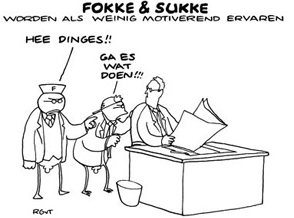 FOKKE & SUKKE
WORDEN ALS WEINIG MOTIVEREND ERVAREN
HEE DINGES!!
GA ES
WAT
DOEN!!!
F
RGvT